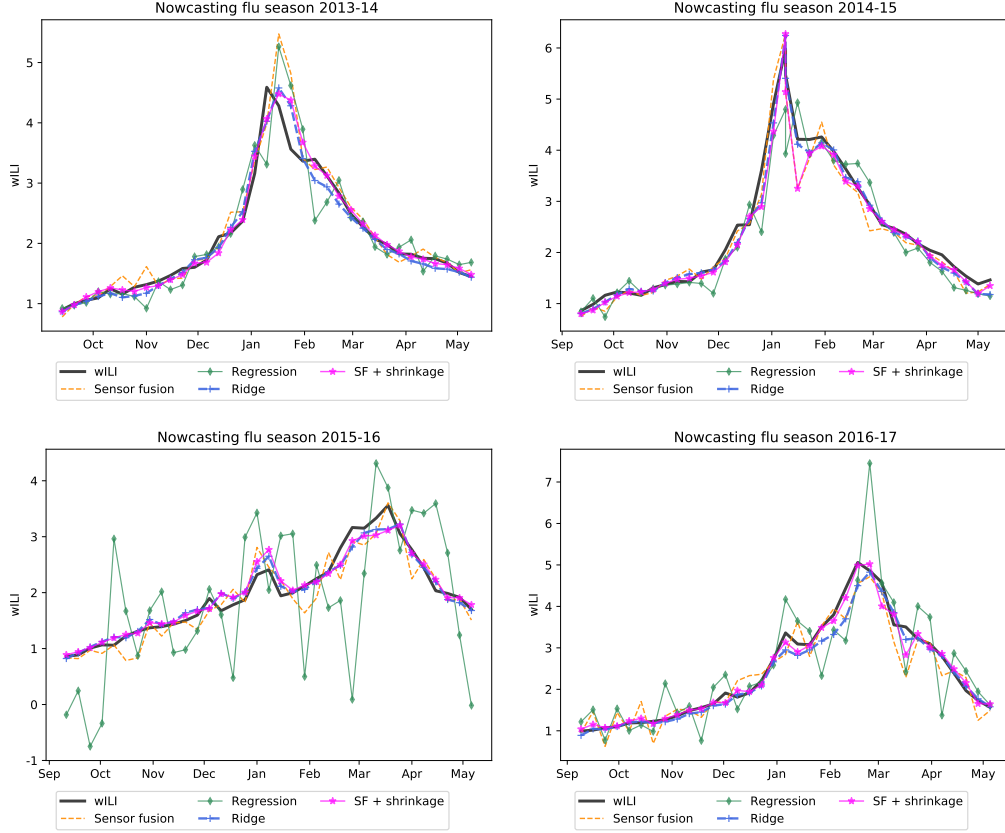 Nowcasting flu season 2013-14
5
4
3
2
1
wILI
Oct Nov Dec Jan Feb Mar Apr May
wILI Regression SF + shrinkage
Sensor fusion Ridge
Nowcasting flu season 2014-15
6
5
4
3
2
1
wILI
Sep Oct Nov Dec Jan Feb Mar Apr May
wILI Regression SF + shrinkage
Sensor fusion Ridge
Nowcasting flu season 2015-16
4
3
2
1
0
-1
wILI
Sep Oct Nov Dec Jan Feb Mar Apr May
wILI Regression SF + shrinkage
Sensor fusion Ridge
Nowcasting flu season 2016-17
7
6
5
4
3
2
1
wILI
Sep Oct Nov Dec Jan Feb Mar Apr May
wILI Regression SF + shrinkage
Sensor fusion Ridge